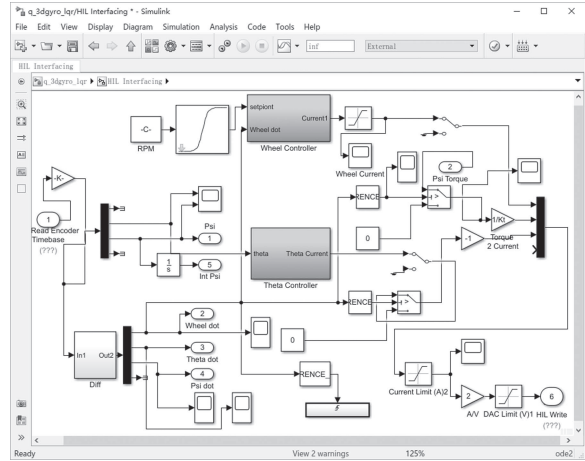 q_3dgyro_lqr/HIL Interfacing * - Simulink
File Edit View Display Diagram Simulation Analysis Code Tools Help
inf
External
HIL Interfacing
q_3dgyro_lqr HIL Interfacing
-C-
RPM
setpiont
Wheel dot
Current1
Wheel Controller
Wheel Current
2
Psi Torque
-K-
1
Read Encoder
Timebase
(???)
Psi
1
1
s
5
Int Psi
RENCE
0
>
1/Kt
Torque
2 Current
-1
theta
Theta Current
Theta Controller
RENCE
>
0
2
Wheel dot
3
Theta dot
4
Psi dot
In1
Out2
Diff
RENCE_
Current Limit (A)2
2
A/V
DAC Limit (V)1
6
HIL Write
(???)
Ready
View 2 warnings
125%
ode2